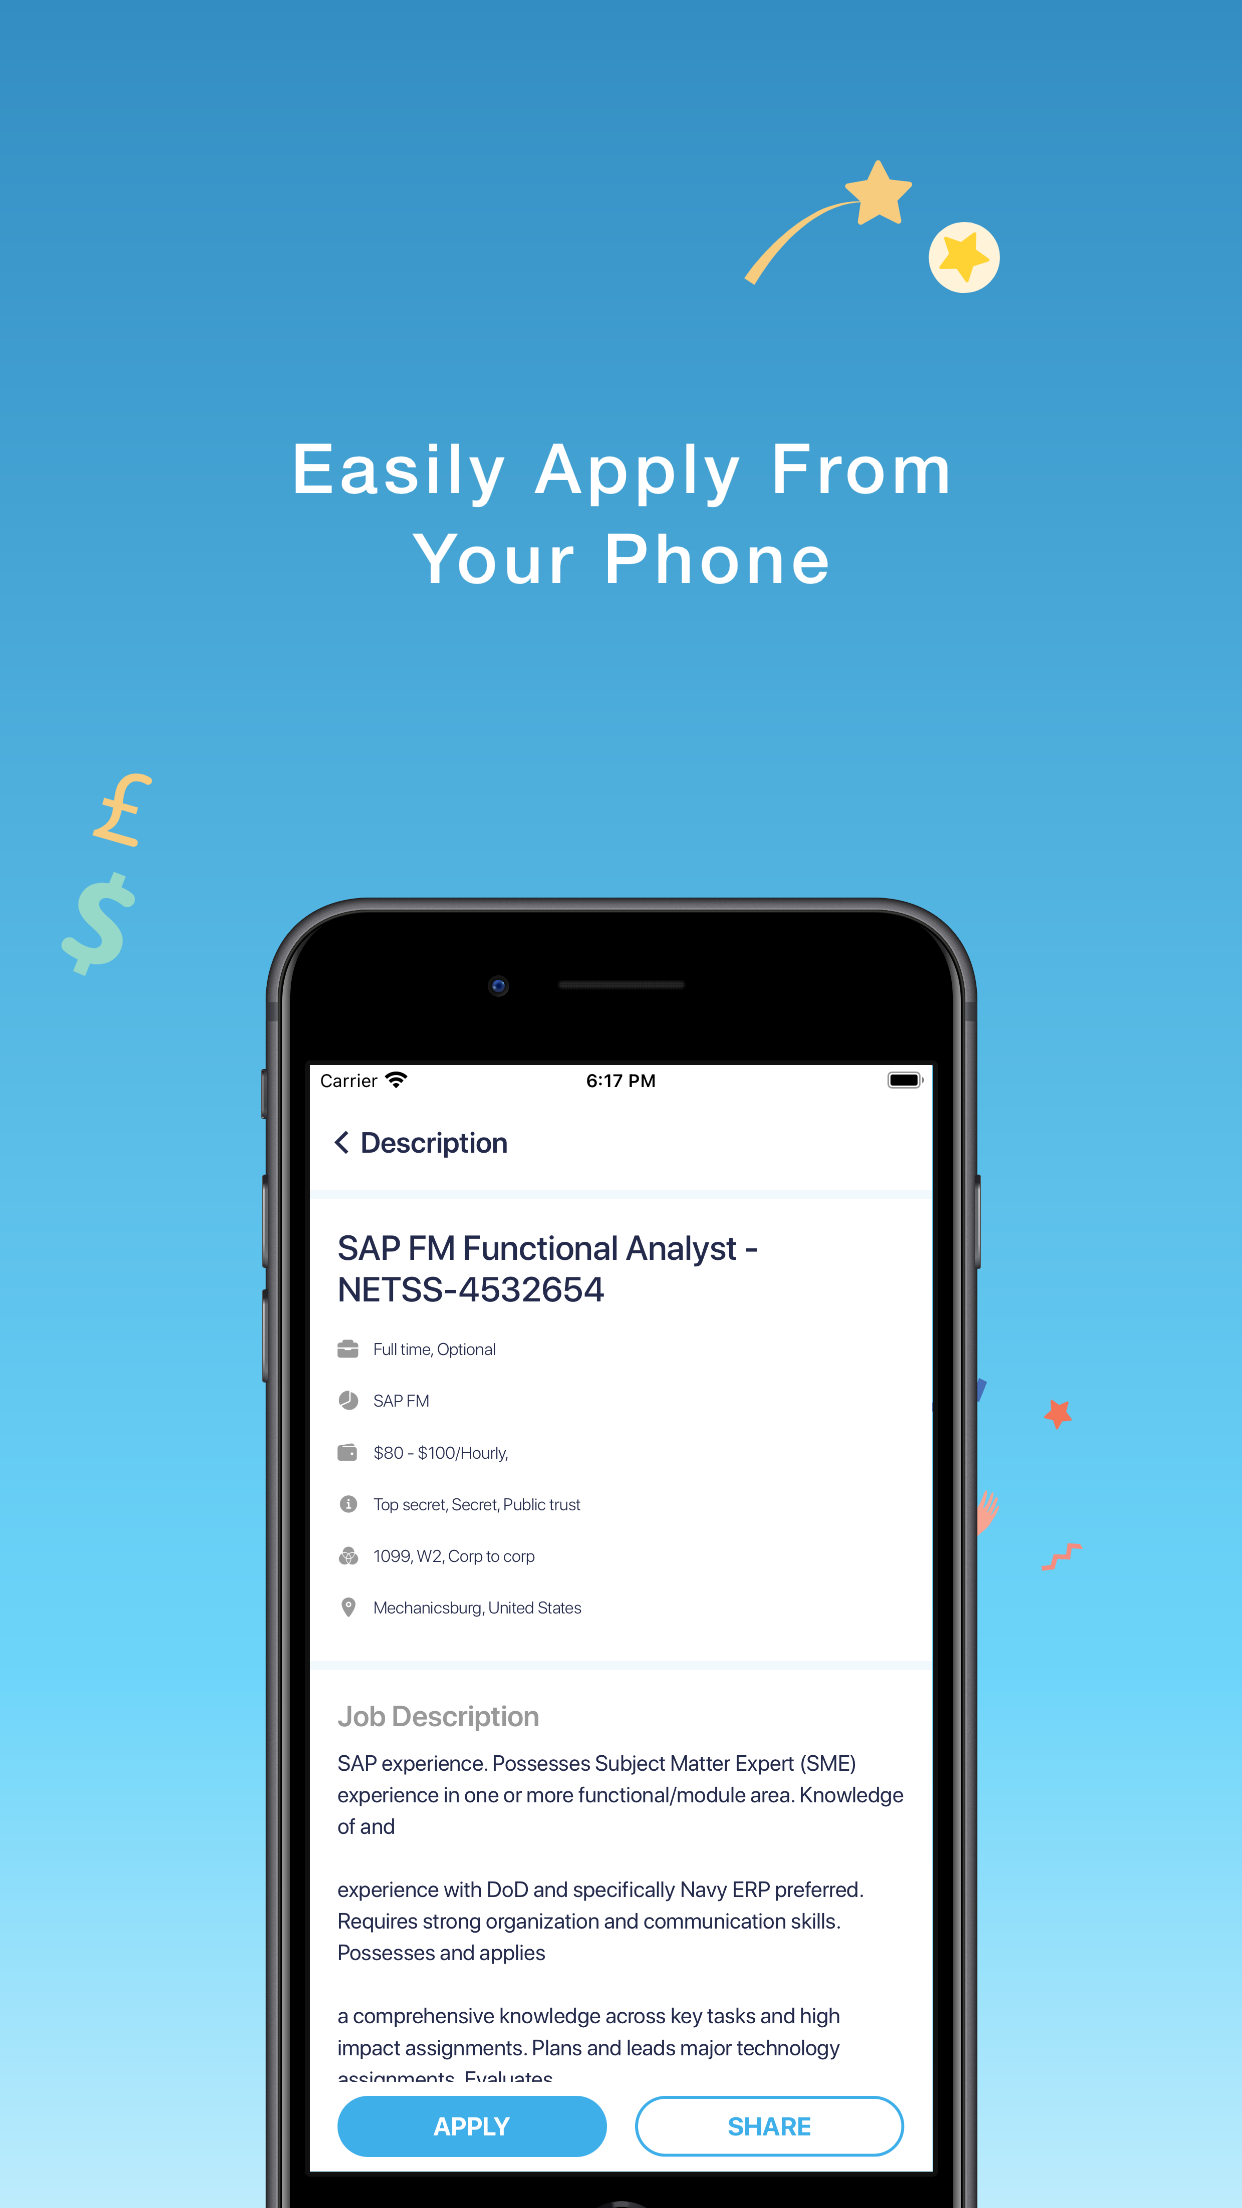 Easily Apply From
Your Phone
£
$
Carrier 6:17 PM
Description
SAP FM Functional Analyst -
NETSS-4532654
Full time, Optional
SAP FM
$80 - $100/Hourly,
Top secret, Secret, Public trust
1099, W2, Corp to corp
Mechanicsburg, United States
Job Description
SAP experience. Possesses Subject Matter Expert (SME)
experience in one or more functional/module area. Knowledge
of and
experience with DoD and specifically Navy ERP preferred.
Requires strong organization and communication skills.
Possesses and applies
a comprehensive knowledge across key tasks and high
impact assignments. Plans and leads major technology
assignments. Evaluates
APPLY SHARE